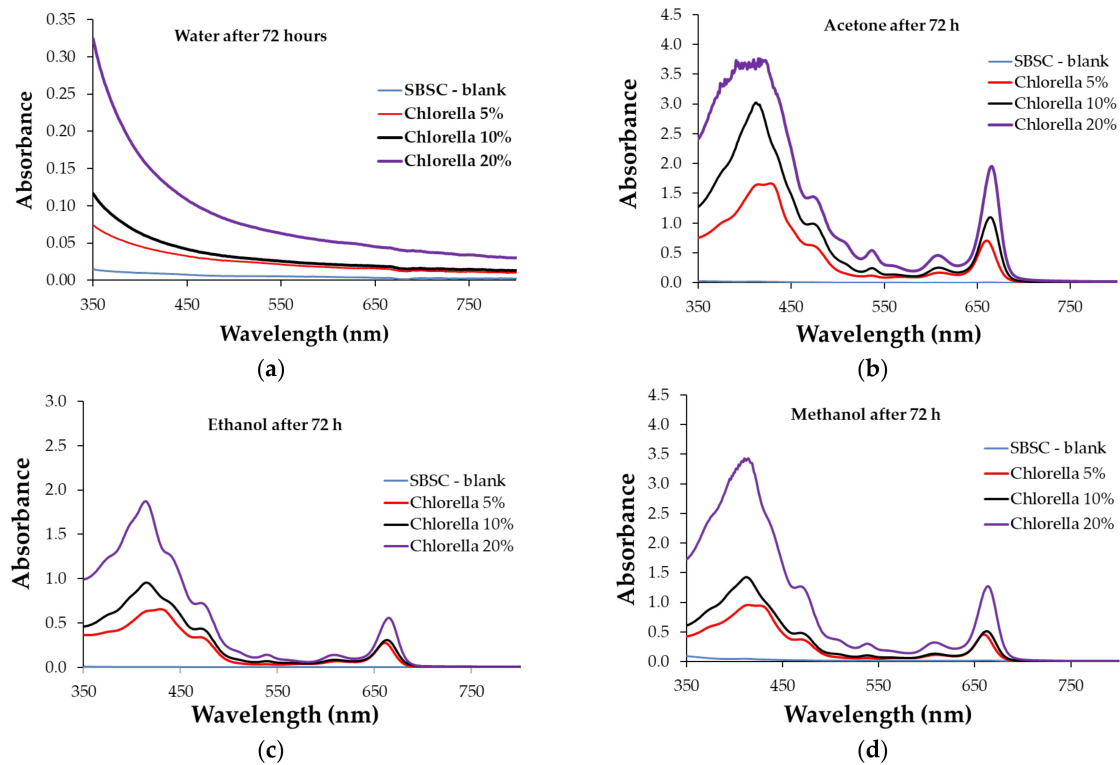 Water after 72 hours
Absorbance
0.35
0.30
0.25
0.20
0.15
0.10
0.05
0.00
350 450 550 650 750
Wavelength (nm)
SBSC - blank
Chlorella 5%
Chlorella 10%
Chlorella 20%
(a)
Acetone after 72 h
Absorbance
4.5
4.0
3.5
3.0
2.5
2.0
1.5
1.0
0.5
0.0
350 450 550 650 750
Wavelength (nm)
SBSC - blank
Chlorella 5%
Chlorella 10%
Chlorella 20%
(b)
Ethanol after 72 h
Absorbance
3.0
2.5
2.0
1.5
1.0
0.5
0.0
350 450 550 650 750
Wavelength (nm)
SBSC - blank
Chlorella 5%
Chlorella 10%
Chlorella 20%
(c)
Methanol after 72 h
Absorbance
4.5
4.0
3.5
3.0
2.5
2.0
1.5
1.0
0.5
0.0
350 450 550 650 750
Wavelength (nm)
SBSC - blank
Chlorella 5%
Chlorella 10%
Chlorella 20%
(d)